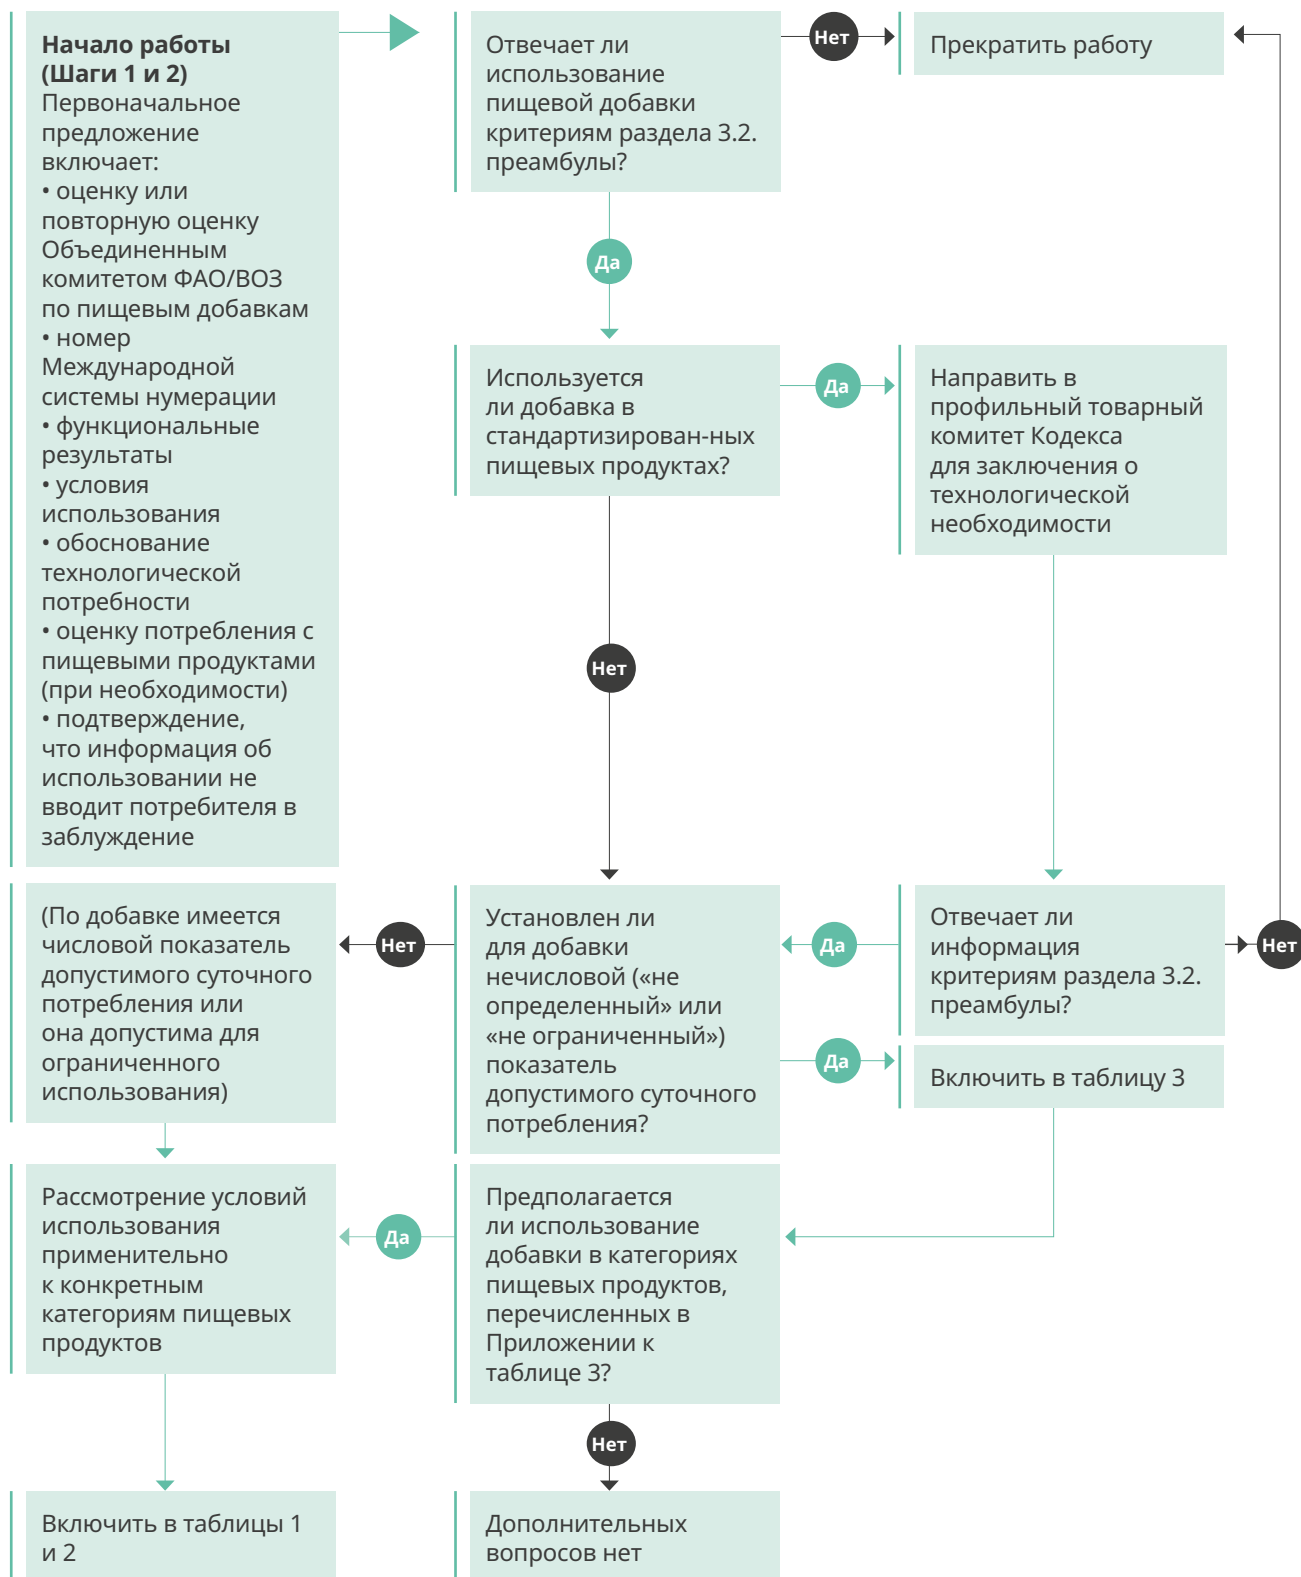 Начало работы
(Шаги 1 и 2)
Первоначальное
предложение
включает:
• оценку или
повторную оценку
Объединенным
комитетом ФАО/ВОЗ
по пищевым добавкам
• номер
Международной
системы нумерации
• функциональные
результаты
• условия
использования
• обоснование
технологической
потребности
• оценку потребления с
пищевыми продуктами
(при необходимости)
• подтверждение,
что информация об
использовании не
вводит потребителя в
заблуждение
Отвечает ли
использование
пищевой добавки
критериям раздела 3.2.
преамбулы?
Нет
Прекратить работу
Да
Используется
ли добавка в
стандартизирован-ных
пищевых продуктах?
Да
Направить в
профильный товарный
комитет Кодекса
для заключения о
технологической
необходимости
Нет
(По добавке имеется
числовой показатель
допустимого суточного
потребления или
она допустима для
ограниченного
использования)
Нет
Установлен ли
для добавки
нечисловой («не
определенный» или
«не ограниченный»)
показатель
допустимого суточного
потребления?
Да
Отвечает ли
информация
критериям раздела 3.2.
преамбулы?
Нет
Да
Включить в таблицу 3
Рассмотрение условий
использования
применительно
к конкретным
категориям пищевых
продуктов
Да
Предполагается
ли использование
добавки в категориях
пищевых продуктов,
перечисленных в
Приложении к
таблице 3?
Нет
Включить в таблицы 1
и 2
Дополнительных
вопросов нет